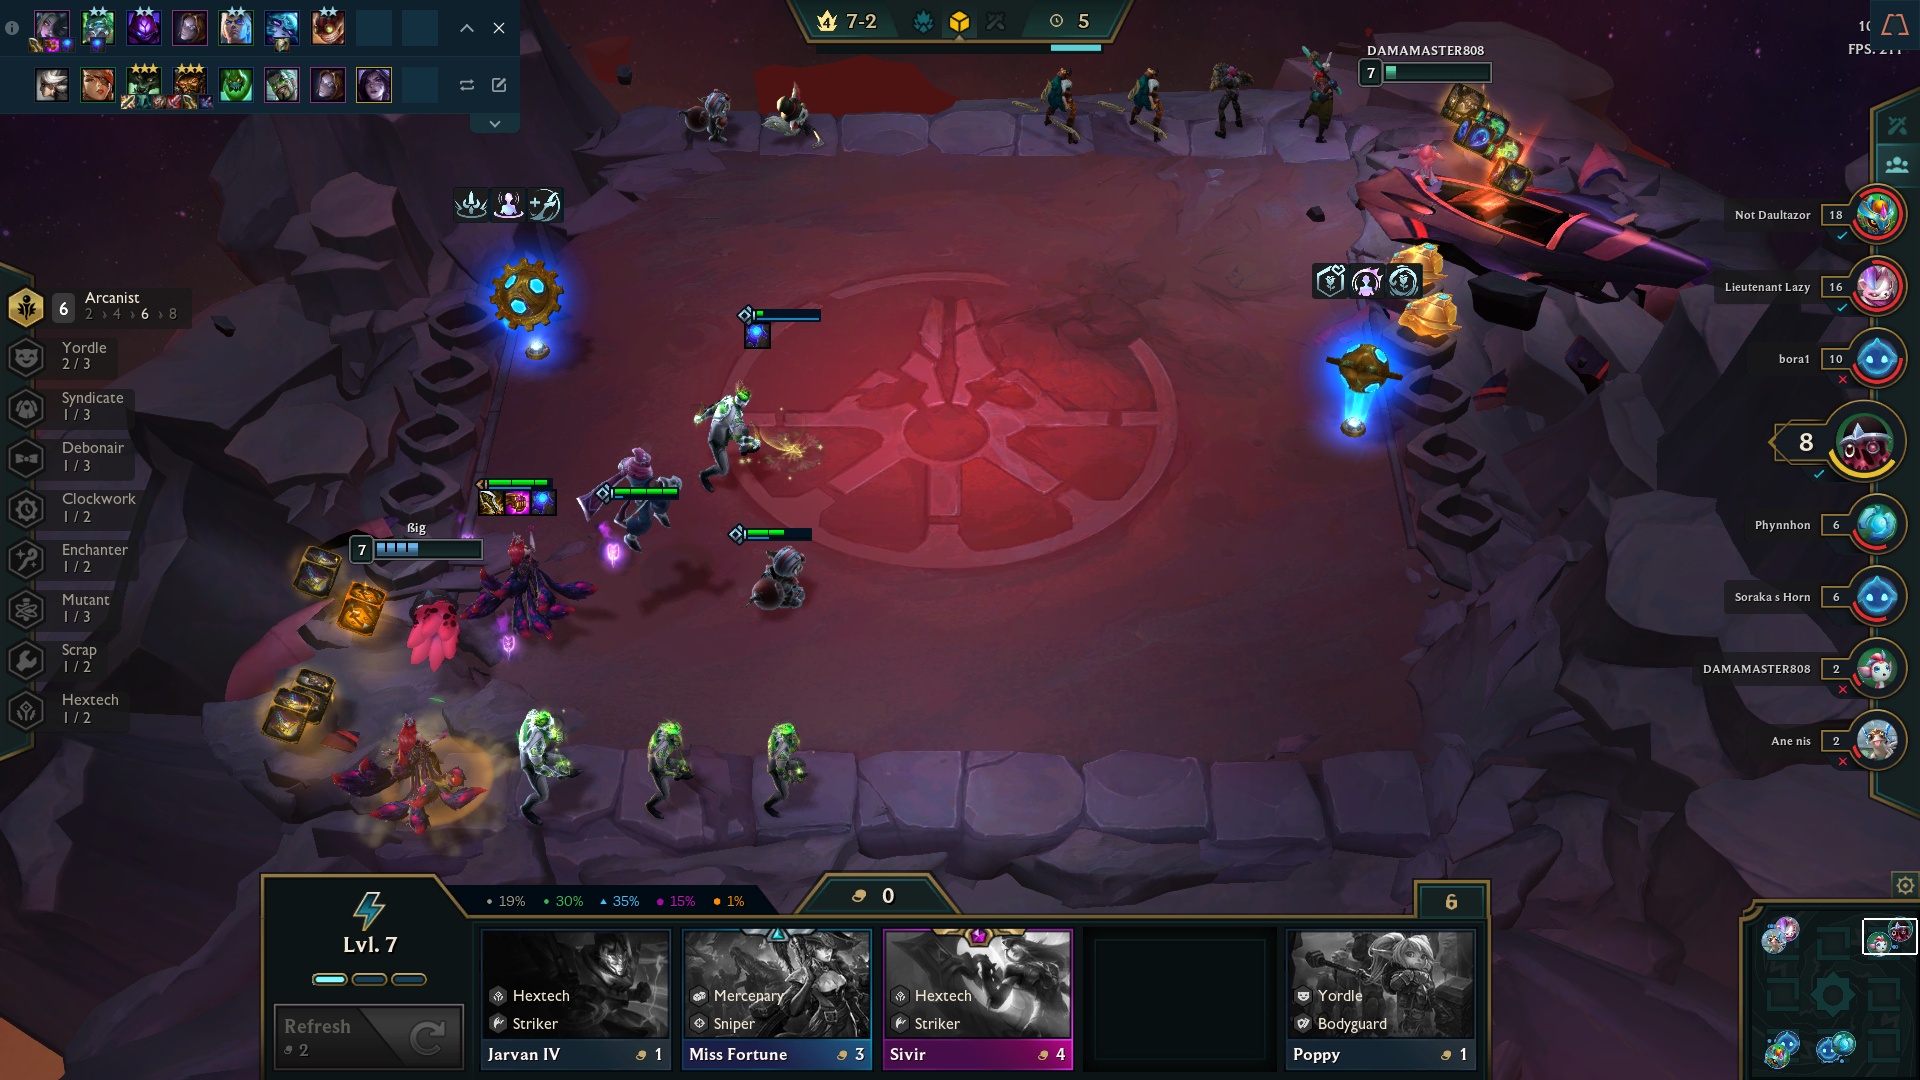 4
7-2
5
DAMAMASTER808
7
Not Daultazor
18
Lieutenant Lazy
16
bora1
10
8
Phynnhon
6
Soraka s Horn
6
DAMAMASTER808
2
Ane nis
2
6
Arcanist
2 › 4 › 6 › 8
Yordle
2 / 3
Syndicate
1 / 3
Debonair
1 / 3
Clockwork
1 / 2
Enchanter
1 / 2
Mutant
1 / 3
Scrap
1 / 2
Hextech
1 / 2
ßig
7
19% 30% 35% 15% 1%
0
6
Lvl. 7
Refresh
2
Hextech
Striker
Jarvan IV 1
Mercenary
Sniper
Miss Fortune 3
Hextech
Striker
Sivir 4
Yordle
Bodyguard
Poppy 1